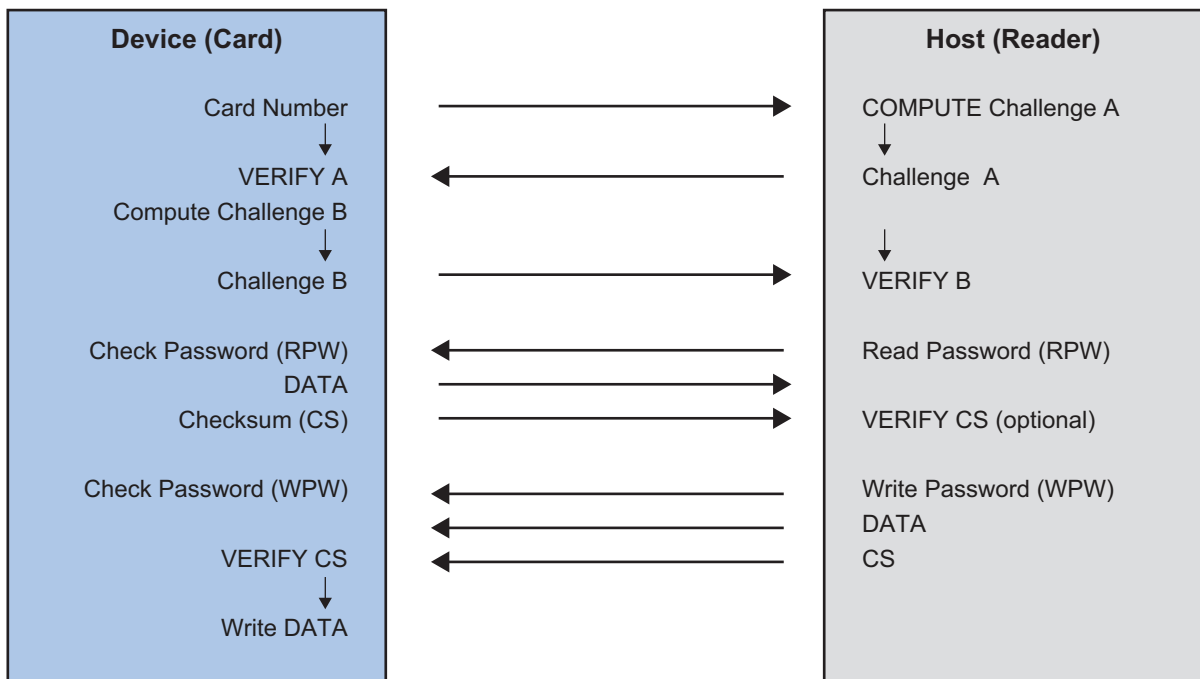 Device (Card)
Host (Reader)
Card Number
COMPUTE Challenge A
VERIFY A
Challenge A
Compute Challenge B
Challenge B
VERIFY B
Check Password (RPW)
Read Password (RPW)
DATA
Checksum (CS)
VERIFY CS (optional)
Check Password (WPW)
Write Password (WPW)
DATA
VERIFY CS
CS
Write DATA